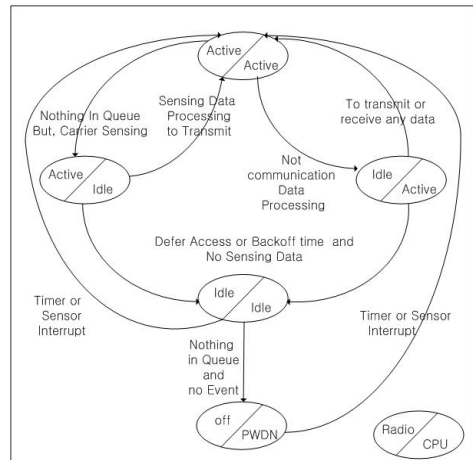 Active
Active
Nothing In Queue
But, Carrier Sensing
Sensing Data
Processing
to Transmit
To transmit or
receive any data
Active
Idle
Not
communication
Data
Processing
Idle
Active
Defer Access or Backoff time and
No Sensing Data
Idle
Idle
Timer or
Sensor
Interrupt
Timer or Sensor
Interrupt
Nothing
in Queue
and
no Event
off
PWDN
Radio
CPU